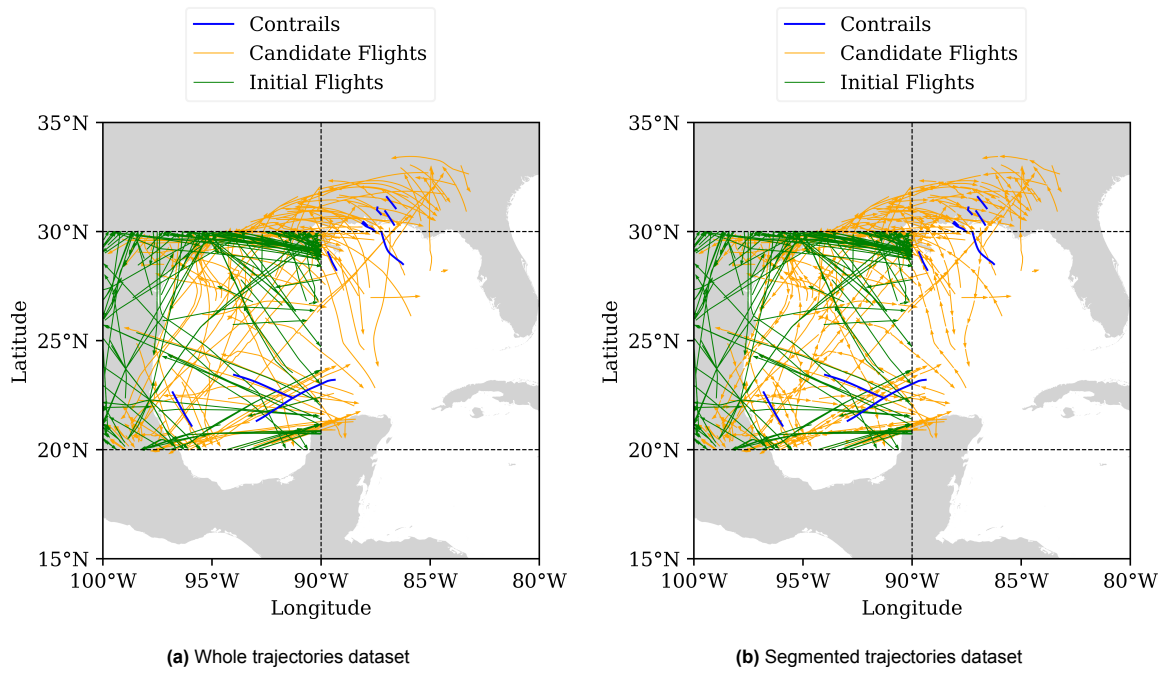 Contrails
Candidate Flights
Initial Flights
35°N
30°N
25°N
20°N
15°N
Latitude
100°W
95°W
90°W
85°W
80°W
Longitude
(a) Whole trajectories dataset
Contrails
Candidate Flights
Initial Flights
35°N
30°N
25°N
20°N
15°N
Latitude
100°W
95°W
90°W
85°W
80°W
Longitude
(b) Segmented trajectories dataset